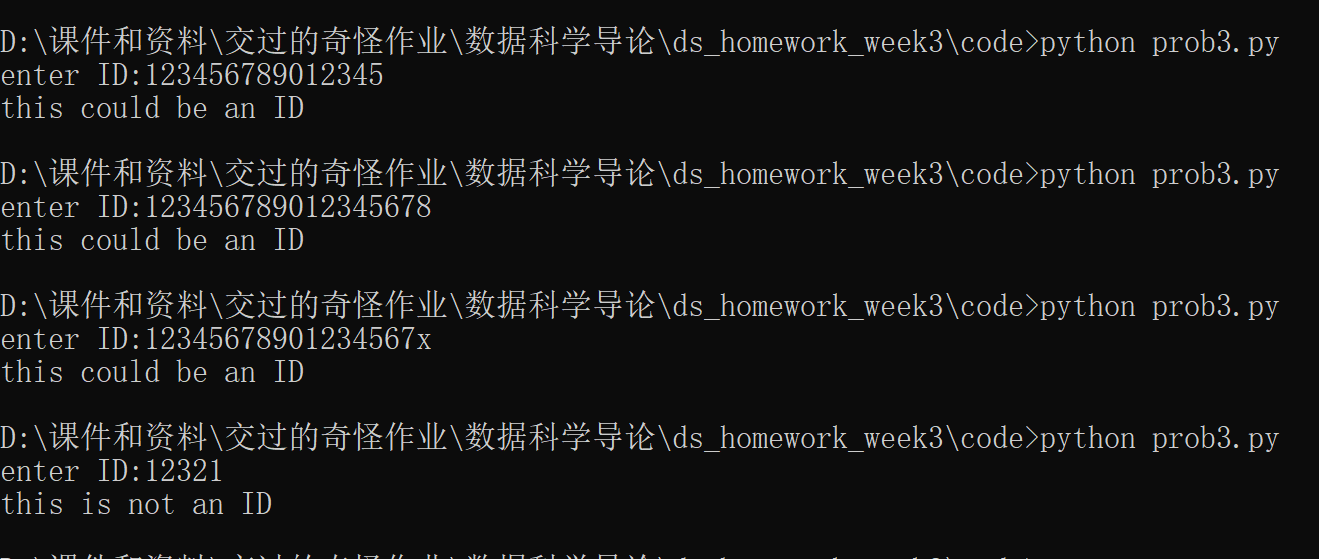 D:\课件和资料\交过的奇怪作业\数据科学导论\ds_homework_week3\code>python prob3.py
enter ID:123456789012345
this could be an ID
D:\课件和资料\交过的奇怪作业\数据科学导论\ds_homework_week3\code>python prob3.py
enter ID:123456789012345678
this could be an ID
D:\课件和资料\交过的奇怪作业\数据科学导论\ds_homework_week3\code>python prob3.py
enter ID:12345678901234567x
this could be an ID
D:\课件和资料\交过的奇怪作业\数据科学导论\ds_homework_week3\code>python prob3.py
enter ID:12321
this is not an ID